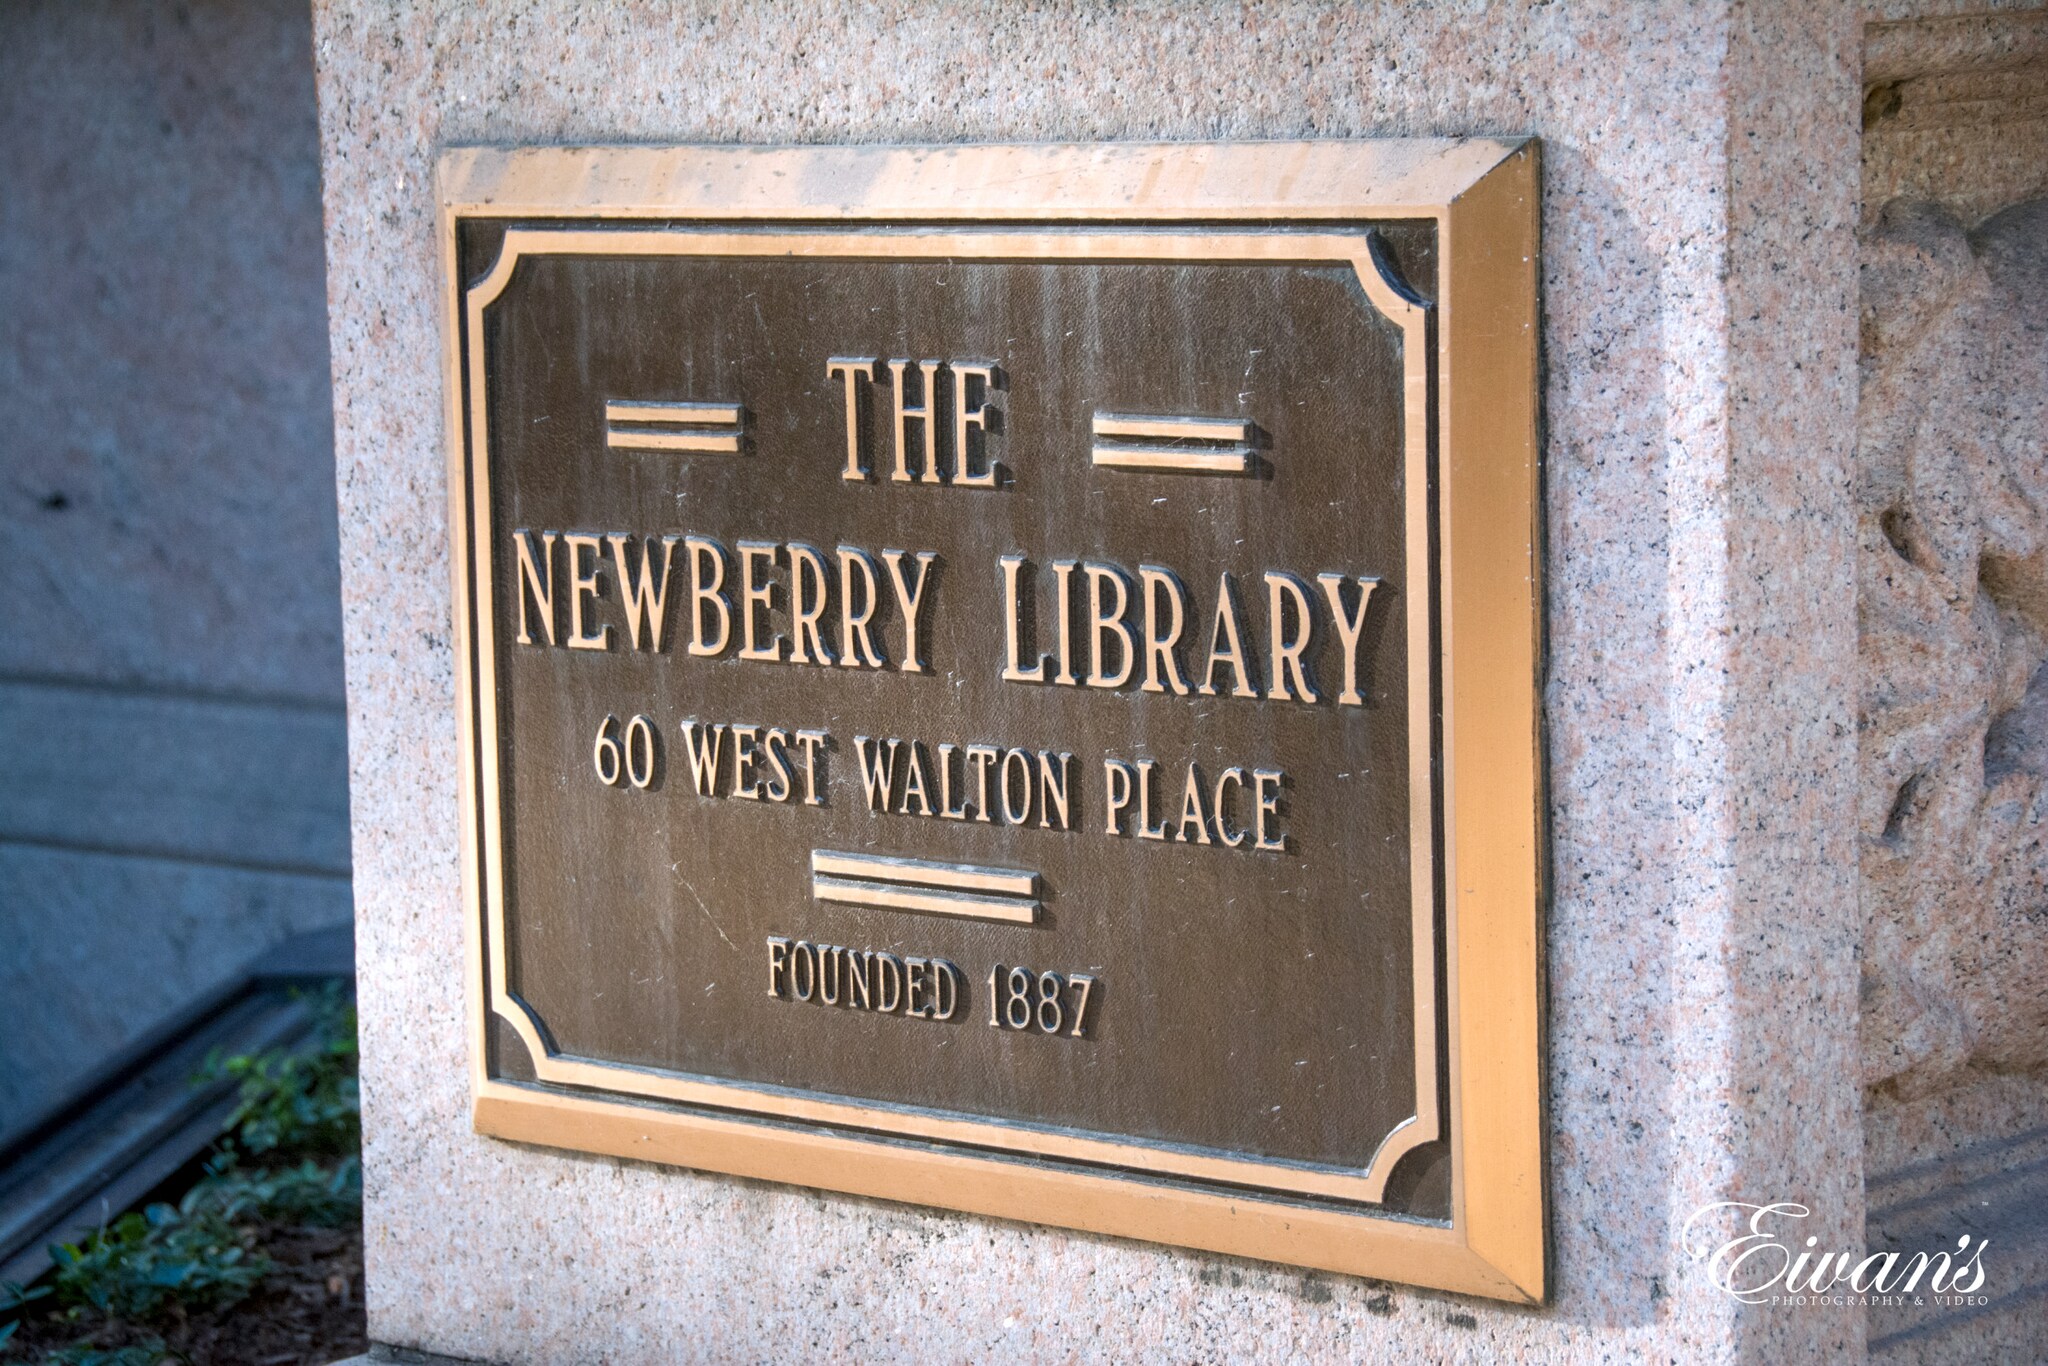 THE
NEWBERRY LIBRARY
60 WEST WALTON PLACE
FOUNDED 1887
Eivan's
PHOTOGRAPHY & VIDEO